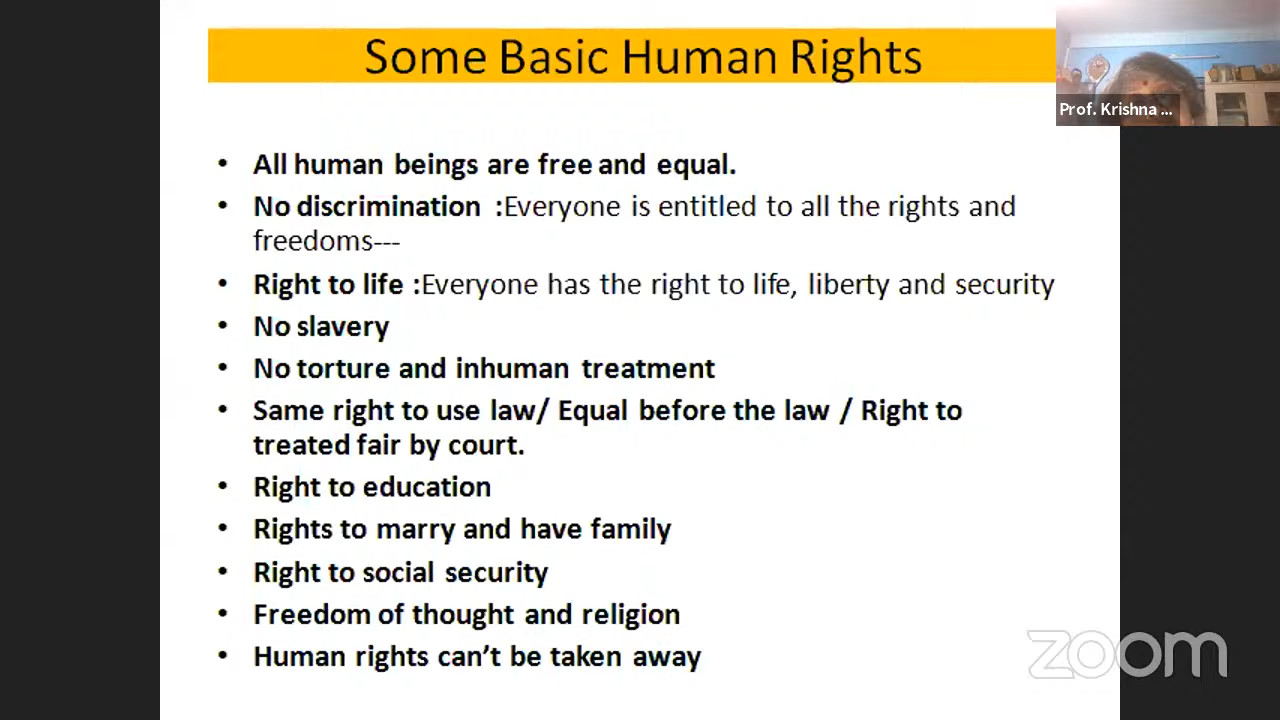 Some Basic Human Rights
Prof. Krishna ...
• All human beings are free and equal.
• No discrimination :Everyone is entitled to all the rights and
freedoms---
• Right to life :Everyone has the right to life, liberty and security
• No slavery
• No torture and inhuman treatment
• Same right to use law/ Equal before the law / Right to
treated fair by court.
• Right to education
• Rights to marry and have family
• Right to social security
• Freedom of thought and religion
• Human rights can’t be taken away
zoom